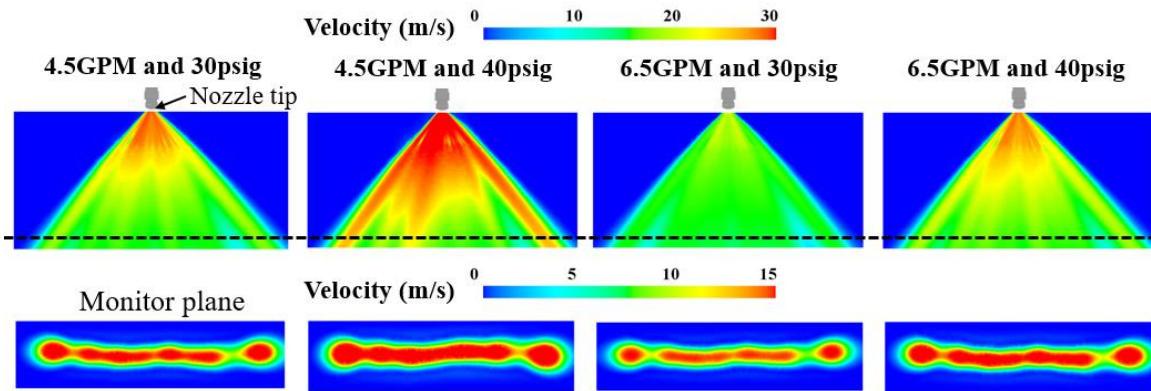 Velocity (m/s) 0 10 20 30
4.5GPM and 30psig 4.5GPM and 40psig 6.5GPM and 30psig 6.5GPM and 40psig
Nozzle tip
Velocity (m/s) 0 5 10 15
Monitor plane